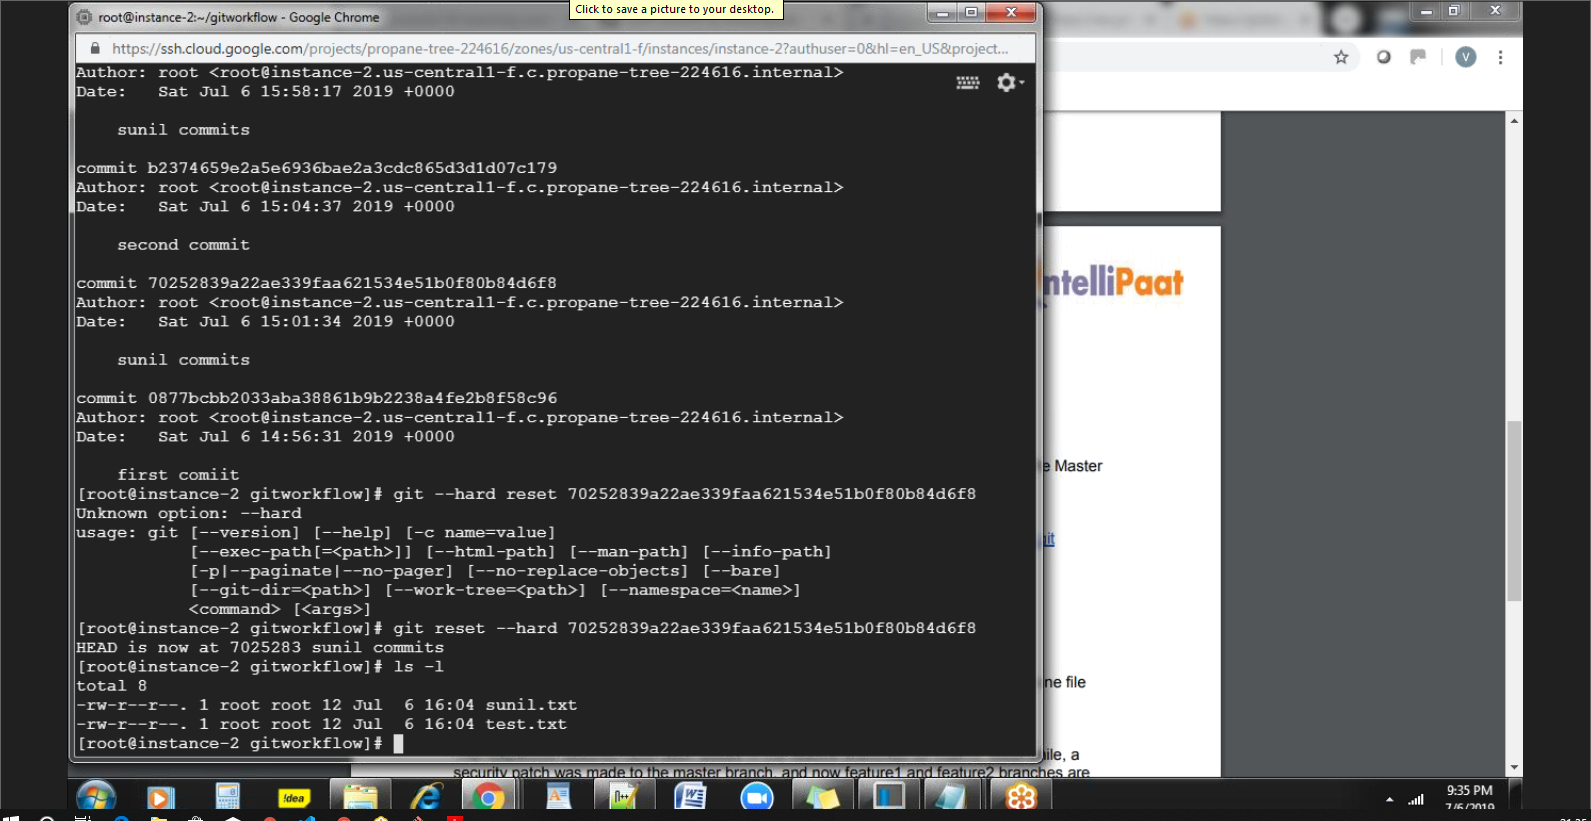 Click to save a picture to your desktop.
root@instance-2:~/gitworkflow - Google Chrome
https://ssh.cloud.google.com/projects/propane-tree-224616/zones/us-central1-f/instances/instance-2?authuser=0&hl=en_US&project...
Author: root <root@instance-2.us-central1-f.c.propane-tree-224616.internal>
Date:   Sat Jul 6 15:58:17 2019 +0000
    sunil commits
commit b2374659e2a5e6936bae2a3cdc865d3d1d07c179
Author: root <root@instance-2.us-central1-f.c.propane-tree-224616.internal>
Date:   Sat Jul 6 15:04:37 2019 +0000
    second commit
commit 70252839a22ae339faa621534e51b0f80b84d6f8
Author: root <root@instance-2.us-central1-f.c.propane-tree-224616.internal>
Date:   Sat Jul 6 15:01:34 2019 +0000
    sunil commits
commit 0877bcbb2033aba38861b9b2238a4fe2b8f58c96
Author: root <root@instance-2.us-central1-f.c.propane-tree-224616.internal>
Date:   Sat Jul 6 14:56:31 2019 +0000
    first comiit
[root@instance-2 gitworkflow]# git --hard reset 70252839a22ae339faa621534e51b0f80b84d6f8
Unknown option: --hard
usage: git [--version] [--help] [-c name=value]
           [--exec-path[=<path>]] [--html-path] [--man-path] [--info-path]
           [-p|--paginate|--no-pager] [--no-replace-objects] [--bare]
           [--git-dir=<path>] [--work-tree=<path>] [--namespace=<name>]
           <command> [<args>]
[root@instance-2 gitworkflow]# git reset --hard 70252839a22ae339faa621534e51b0f80b84d6f8
HEAD is now at 7025283 sunil commits
[root@instance-2 gitworkflow]# ls -l
total 8
-rw-r--r--. 1 root root 12 Jul  6 16:04 sunil.txt
-rw-r--r--. 1 root root 12 Jul  6 16:04 test.txt
[root@instance-2 gitworkflow]#
V
ntelliPaat
e Master
it
ne file
ile, a
security patch was made to the master branch, and now feature1 and feature2 branches are
!dea
9:35 PM
7/6/2019